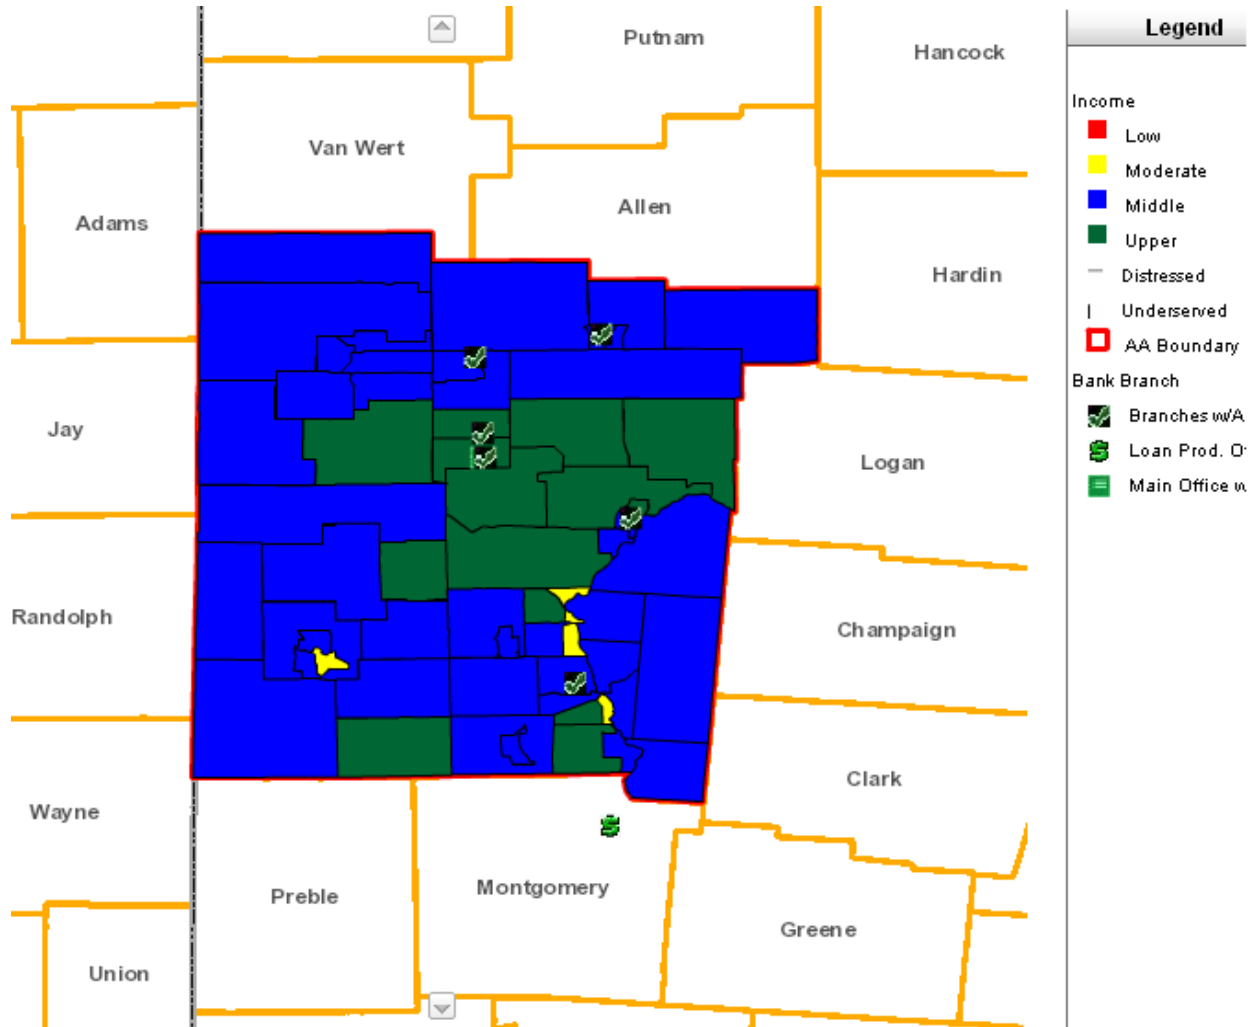 Putnam
Hancock
Van Wert
Allen
Adams
Hardin
Jay
Logan
Randolph
Champaign
Clark
Wayne
Montgomery
Preble
Greene
Union
Legend
Income
Low
Moderate
Middle
Upper
Distressed
Underserved
AA Boundary
Bank Branch
Branches w/A
Loan Prod. O
Main Office w